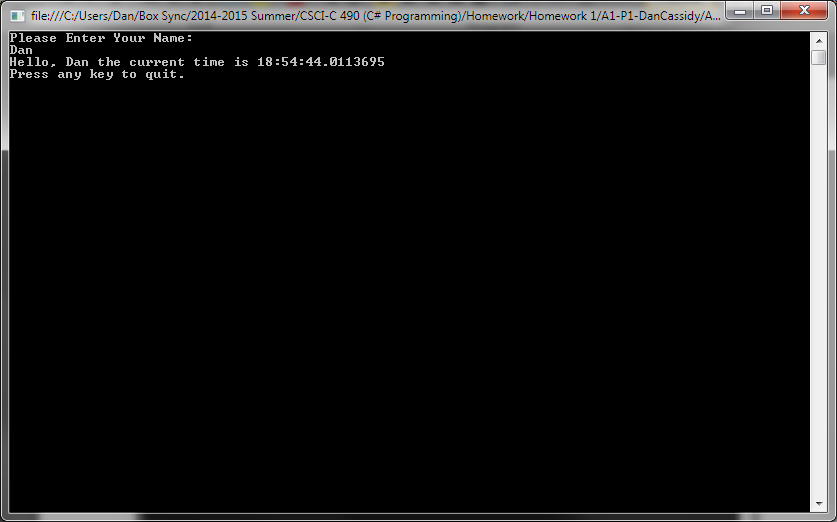 file:///C:/Users/Dan/Box Sync/2014-2015 Summer/CSCI-C 490 (C# Programming)/Homework/Homework 1/A1-P1-DanCassidy/A...
Please Enter Your Name:
Dan
Hello, Dan the current time is 18:54:44.0113695
Press any key to quit.